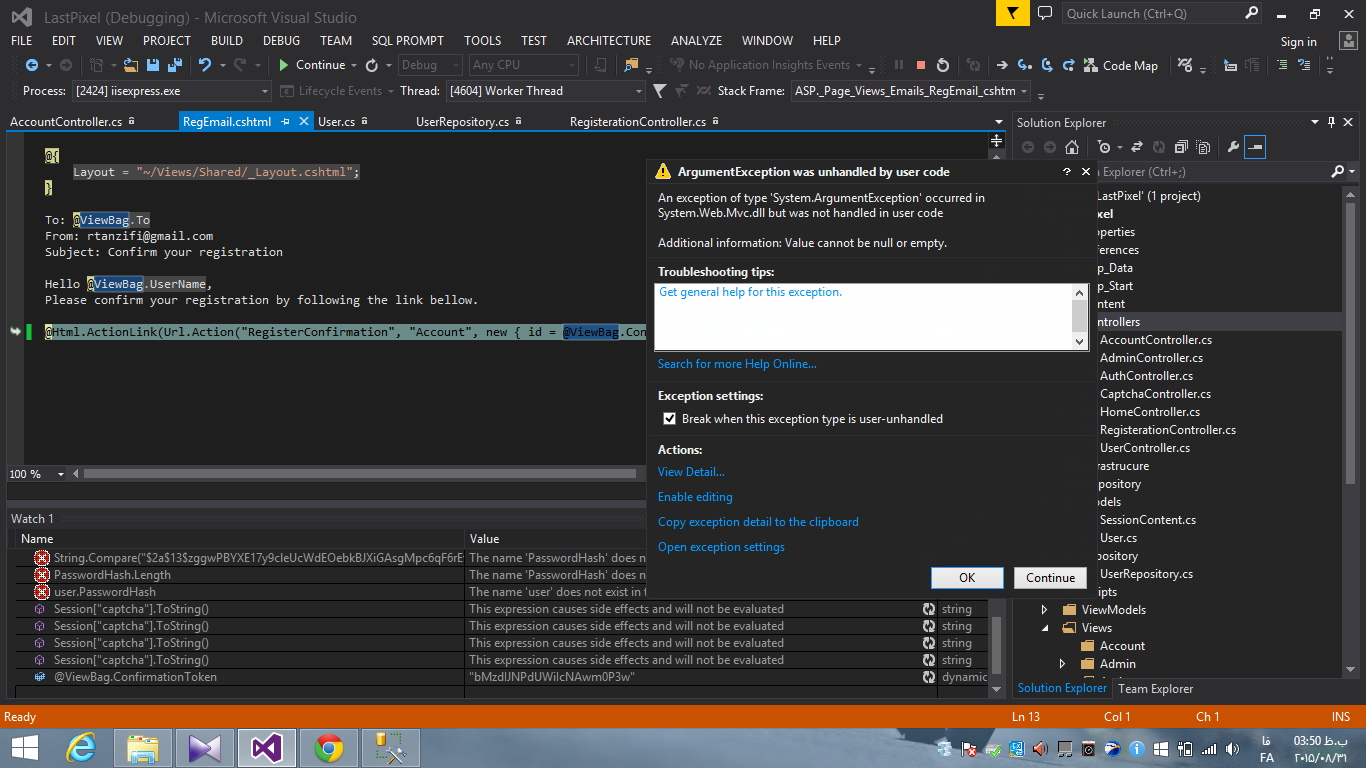 LastPixel (Debugging) - Microsoft Visual Studio
Quick Launch (Ctrl+Q)
FILE EDIT VIEW PROJECT BUILD DEBUG TEAM SQL PROMPT TOOLS TEST ARCHITECTURE ANALYZE WINDOW HELP
Sign in
Continue Debug Any CPU No Application Insights Events Code Map
Process: [2424] iisexpress.exe Lifecycle Events Thread: [4604] Worker Thread Stack Frame: ASP._Page_Views_Emails_RegEmail_cshtm
AccountController.cs RegEmail.cshtml User.cs UserRepository.cs RegisterationController.cs
@{
Layout = "~/Views/Shared/_Layout.cshtml";
}
To: @ViewBag.To
From: rtanzifi@gmail.com
Subject: Confirm your registration
Hello @ViewBag.UserName,
Please confirm your registration by following the link bellow.
@Html.ActionLink(Url.Action("RegisterConfirmation", "Account", new { id = @ViewBag.Con
100 %
ArgumentException was unhandled by user code
An exception of type 'System.ArgumentException' occurred in
System.Web.Mvc.dll but was not handled in user code
Additional information: Value cannot be null or empty.
Troubleshooting tips:
Get general help for this exception.
Search for more Help Online...
Exception settings:
Break when this exception type is user-unhandled
Actions:
View Detail...
Enable editing
Copy exception detail to the clipboard
Open exception settings
OK Continue
Solution Explorer
Explorer (Ctrl+;)
LastPixel' (1 project)
xel
operties
ferences
p_Data
p_Start
ntent
ntrollers
AccountController.cs
AdminController.cs
AuthController.cs
CaptchaController.cs
HomeController.cs
RegisterationController.cs
UserController.cs
rastrucure
pository
odels
SessionContent.cs
User.cs
pository
UserRepository.cs
ipts
ViewModels
Views
Account
Admin
Solution Explorer Team Explorer
Watch 1
Name Value
String.Compare("$2a$13$zggwPBYXE17y9cIeUcWdEOebkBJXiGAsgMpc6qF6rE The name 'PasswordHash' does n
PasswordHash.Length The name 'PasswordHash' does n
user.PasswordHash The name 'user' does not exist in t
Session["captcha"].ToString() This expression causes side effects and will not be evaluated string
Session["captcha"].ToString() This expression causes side effects and will not be evaluated string
Session["captcha"].ToString() This expression causes side effects and will not be evaluated string
Session["captcha"].ToString() This expression causes side effects and will not be evaluated string
@ViewBag.ConfirmationToken "bMzdIJNPdUWiIcNAwm0P3w" dynamic
Ready Ln 13 Col 1 Ch 1 INS
فا
FA
03:50 ب.ظ
۲۰۱۵/۰۸/۳۱